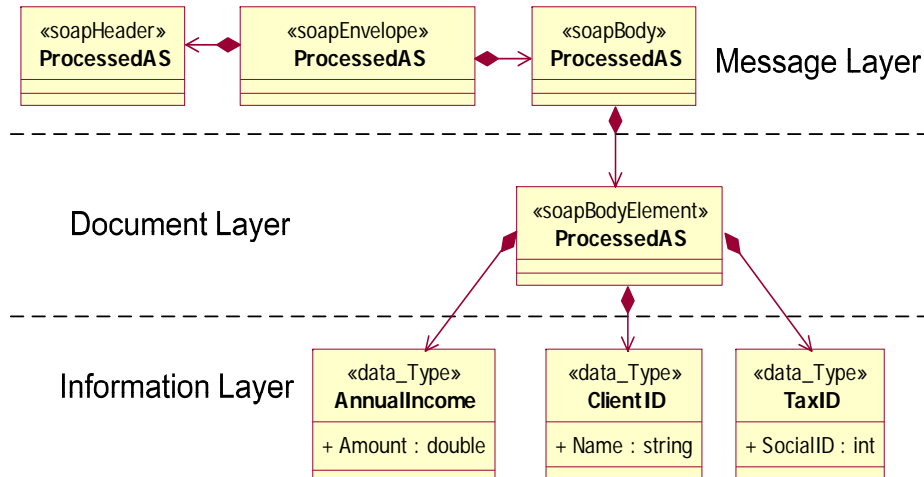 «soapHeader»
ProcessedAS
«soapEnvelope»
ProcessedAS
«soapBody»
ProcessedAS
Message Layer
Document Layer
«soapBodyElement»
ProcessedAS
Information Layer
«data_Type»
AnnualIncome
+ Amount : double
«data_Type»
ClientID
+ Name : string
«data_Type»
TaxID
+ SocialID : int